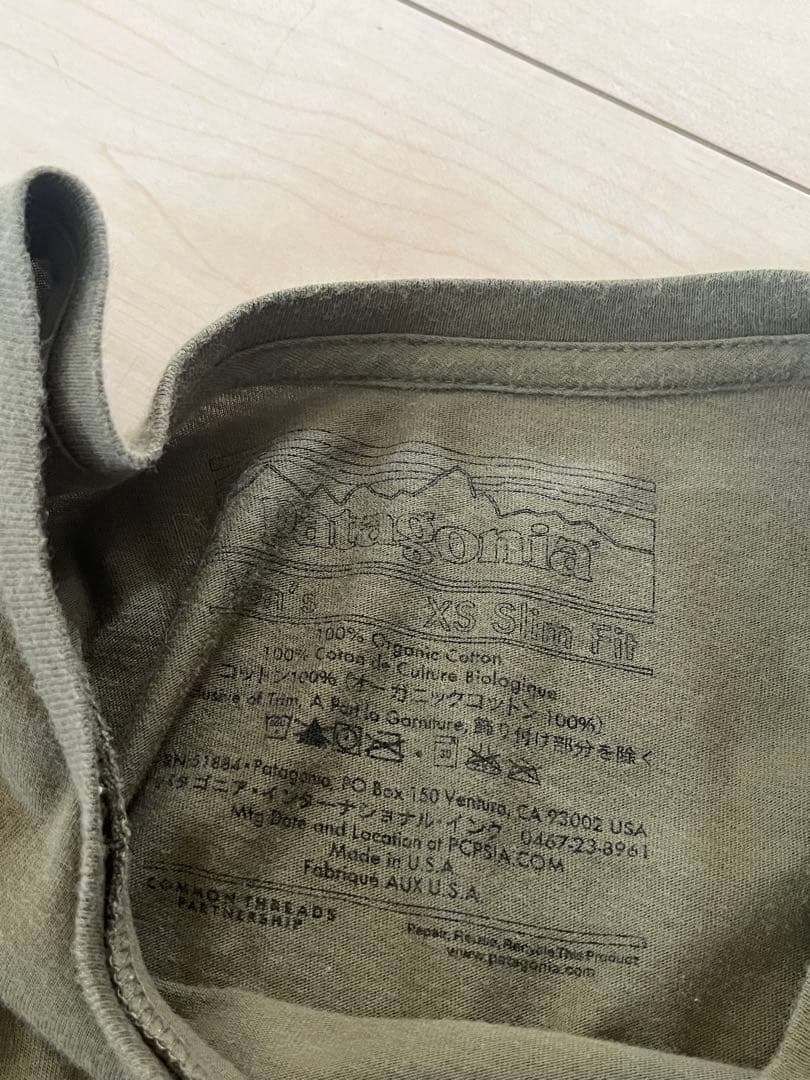 patagonia
XS Slim Fit
100% Organic Cotton
100% Coton de Culture Biologique
コットン100% (オーガニックコットン100%)
of Trim, À Part la Garniture, 飾り付け部分を除く
51884 • Patagonia, PO Box 150 Ventura, CA 93002 USA
パタゴニア・インターナショナル・インク 0467-23-8961
Mfg Date and Location at PCPSIA.COM
Made in U.S.A
Fabriqué AUX U.S.A.
COMMON THREADS
PARTNERSHIP
Repair, Reuse, Recycle This Product
www.patagonia.com